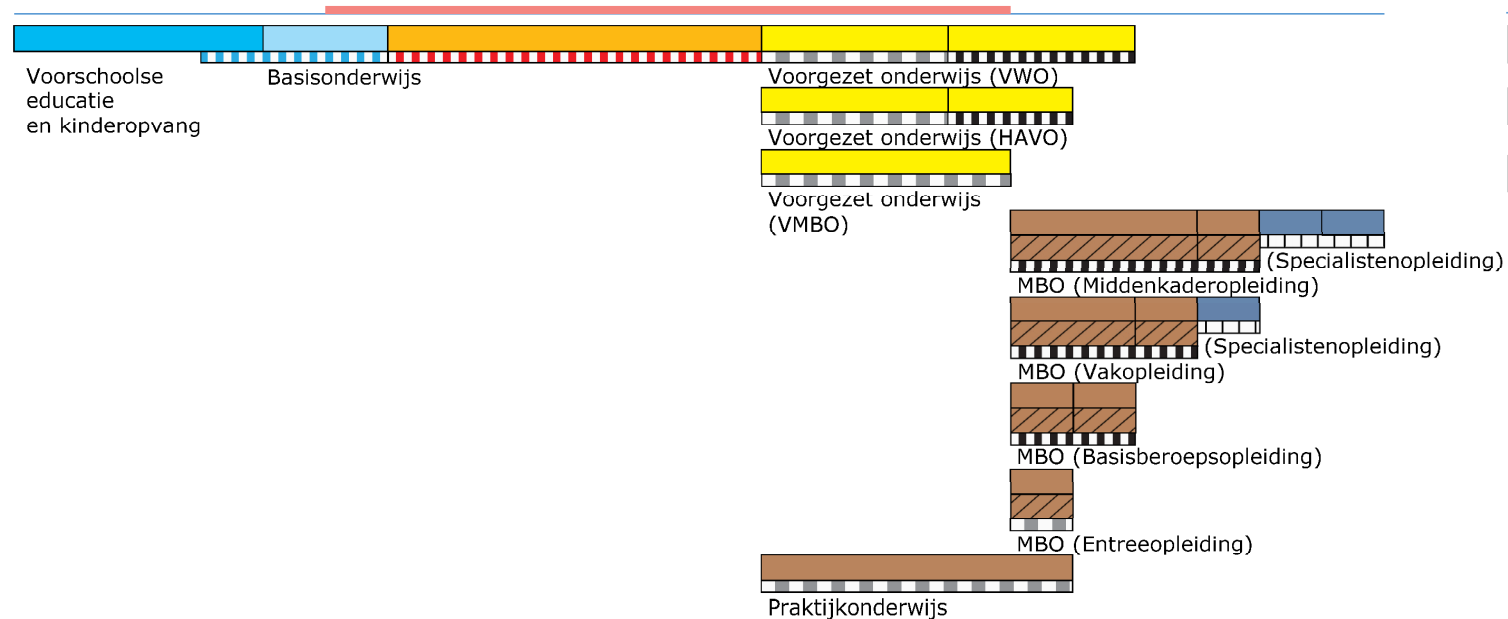 Voorschoolse
educatie
en kinderopvang
Basisonderwijs
Voorgezet onderwijs (VWO)
Voorgezet onderwijs (HAVO)
Voorgezet onderwijs
(VMBO)
(Specialistenopleiding)
MBO (Middenkaderopleiding)
(Specialistenopleiding)
MBO (Vakopleiding)
MBO (Basisberoepsopleiding)
MBO (Entreeopleiding)
Praktijkonderwijs